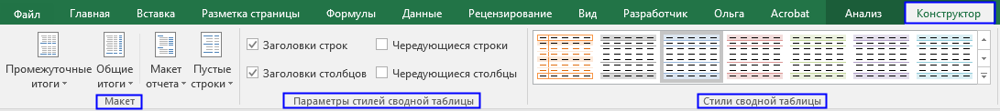 Файл Главная Вставка Разметка страницы Формулы Данные Рецензирование Вид Разработчик Ольга Acrobat Анализ Конструктор
Промежуточные итоги
Общие итоги
Макет отчета
Пустые строки
Макет
Заголовки строк Чередующиеся строки
Заголовки столбцов Чередующиеся столбцы
Параметры стилей сводной таблицы
Стили сводной таблицы